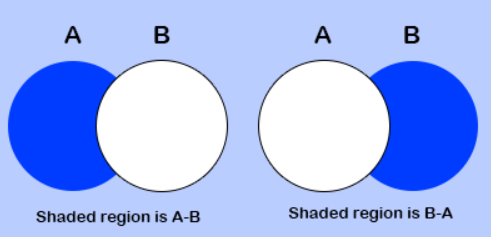 A B
Shaded region is A-B
A B
Shaded region is B-A